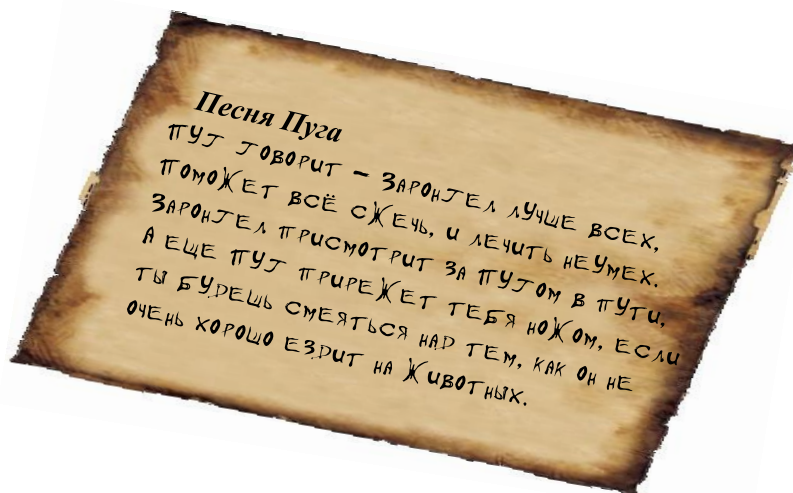 Песня Пуга
Пуг говорит – Заронгел лучше всех,
Поможет всё сжечь, и лечить неумех.
Заронгел присмотрит за Пугом в пути,
А еще Пуг прирежет тебя ножом, если
ты будешь смеяться над тем, как он не
очень хорошо ездит на животных.